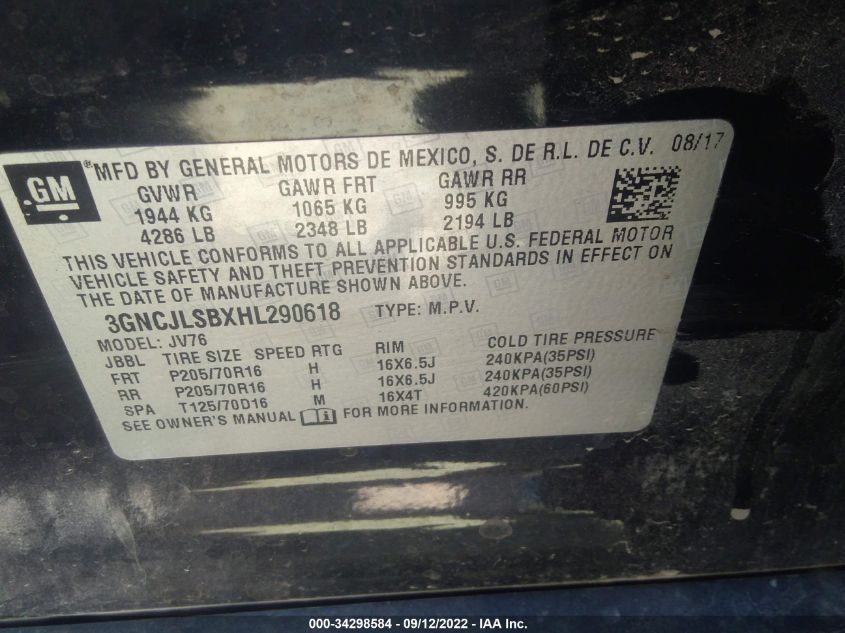 GM ® MFD BY GENERAL MOTORS DE MEXICO, S. DE R.L. DE C.V. 08/17
GVWR GAWR FRT GAWR RR
1944 KG 1065 KG 995 KG
4286 LB 2348 LB 2194 LB
THIS VEHICLE CONFORMS TO ALL APPLICABLE U.S. FEDERAL MOTOR
VEHICLE SAFETY AND THEFT PREVENTION STANDARDS IN EFFECT ON
THE DATE OF MANUFACTURE SHOWN ABOVE.
3GNCJLSBXHL290618 TYPE: M.P.V.
MODEL: JV76
JBBL TIRE SIZE SPEED RTG RIM COLD TIRE PRESSURE
FRT P205/70R16 H 16X6.5J 240KPA(35PSI)
RR P205/70R16 H 16X6.5J 240KPA(35PSI)
SPA T125/70D16 M 16X4T 420KPA(60PSI)
SEE OWNER'S MANUAL FOR MORE INFORMATION.
000-34298584 - 09/12/2022 - IAA Inc.